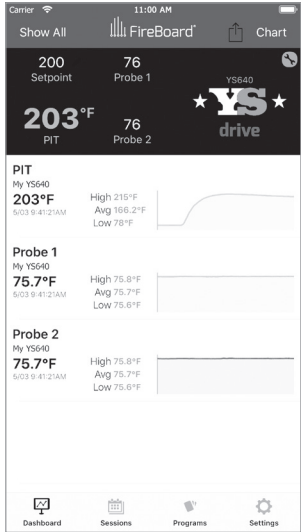 Carrier 11:00 AM
Show All FireBoard® Chart
200 76
Setpoint Probe 1
YS640
203°F 76
PIT Probe 2
YS
drive
PIT
My YS640
203°F
5/03 9:41:21AM
High 215°F
Avg 166.2°F
Low 78°F
Probe 1
My YS640
75.7°F
5/03 9:41:21AM
High 75.8°F
Avg 75.7°F
Low 75.6°F
Probe 2
My YS640
75.7°F
5/03 9:41:21AM
High 75.8°F
Avg 75.7°F
Low 75.6°F
Dashboard Sessions Programs Settings